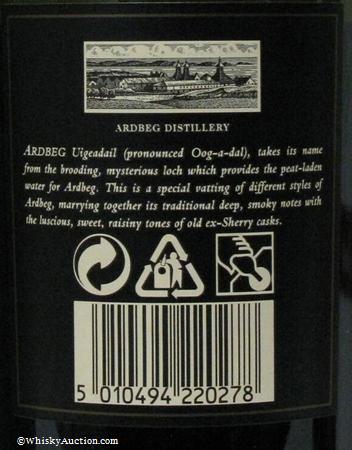 ARDBEG DISTILLERY
ARDBEG Uigeadail (pronounced Oog-a-dal), takes its name
from the brooding, mysterious loch which provides the peat-laden
water for Ardbeg. This is a special vatting of different styles of
Ardbeg, marrying together its traditional deep, smoky notes with
the luscious, sweet, raisiny tones of old ex-Sherry casks.
5 010494 220278
©WhiskyAuction.com